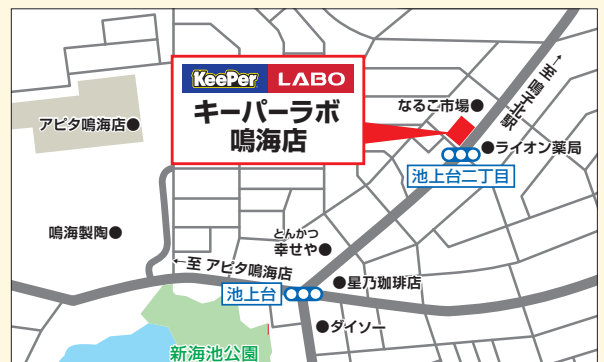 KeePer LABO
キーパーラボ
鳴海店
なるこ市場
←至 鳴子北駅
アピタ鳴海店
ライオン薬局
池上台二丁目
鳴海製陶
とんかつ
幸せや
←至 アピタ鳴海店
星乃珈琲店
池上台
ダイソー
新海池公園